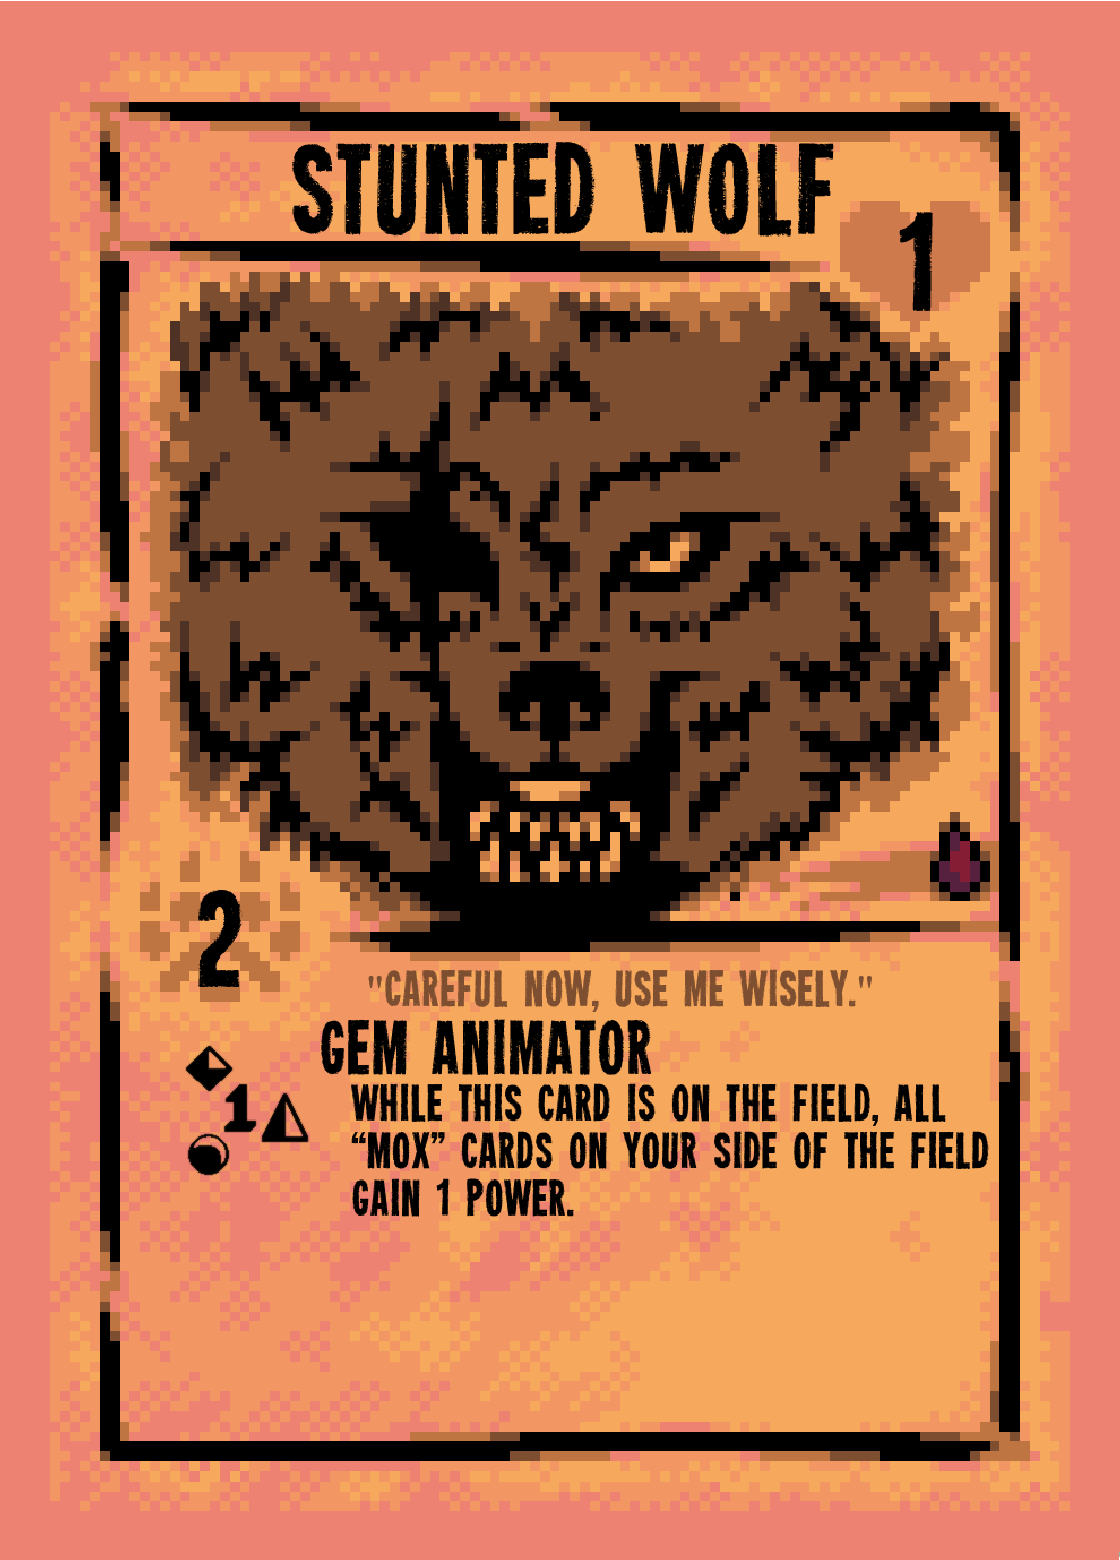 STUNTED WOLF
1
2
"CAREFUL NOW, USE ME WISELY."
GEM ANIMATOR
1
WHILE THIS CARD IS ON THE FIELD, ALL
“MOX” CARDS ON YOUR SIDE OF THE FIELD
GAIN 1 POWER.